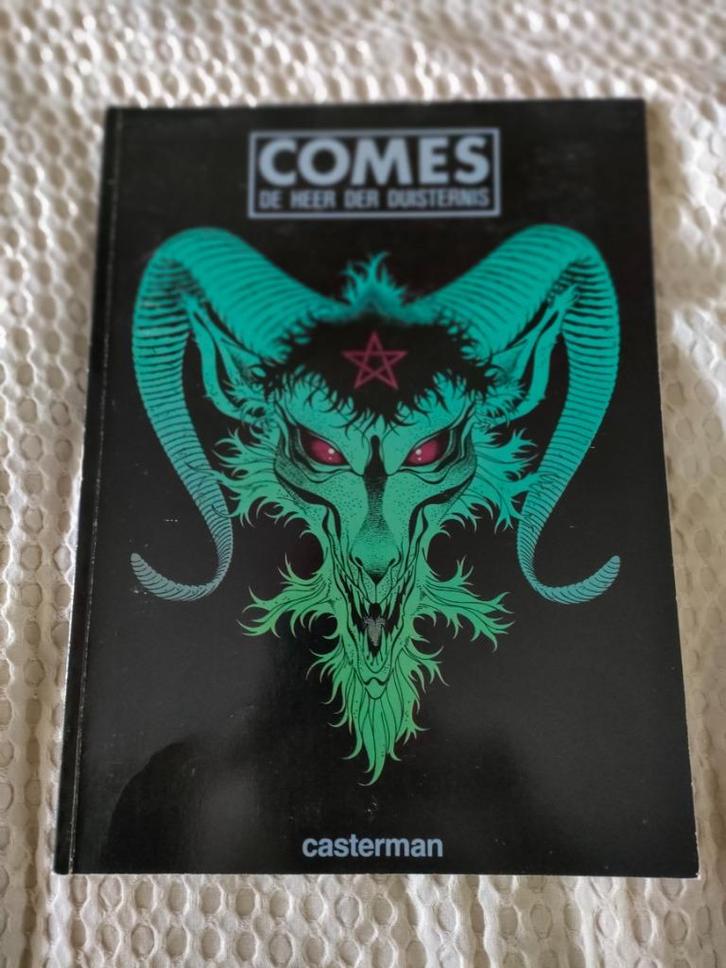 COMES
DE HEER DER DUISTERNIS
casterman